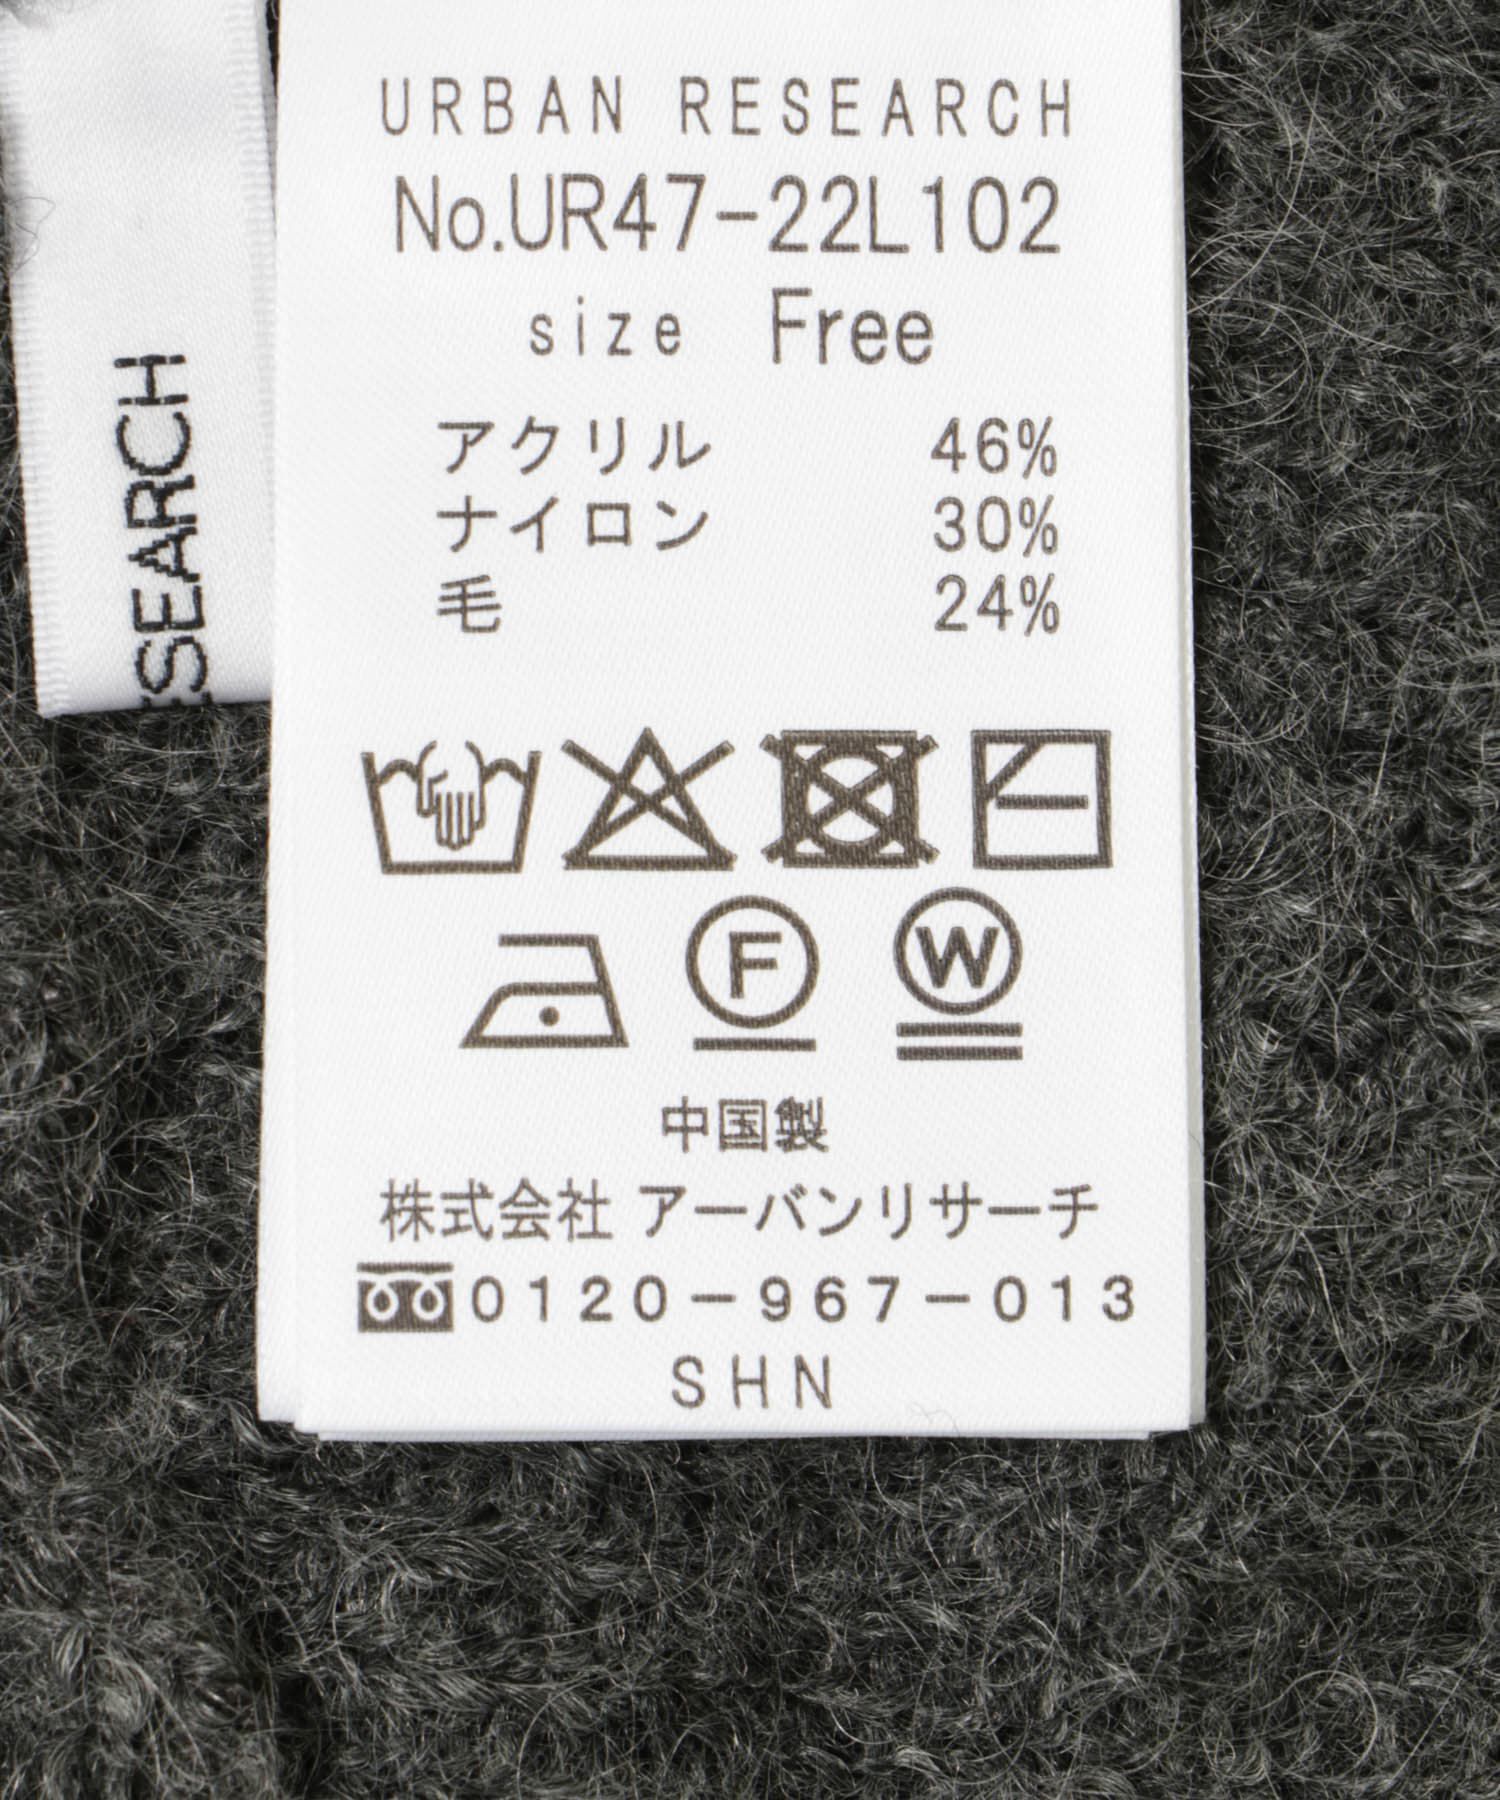 URBAN RESEARCH
No.UR47-22L102
size Free
アクリル 46%
ナイロン 30%
毛 24%
F W
中国製
株式会社 アーバンリサーチ
0120-967-013
SHN
ESEARCH